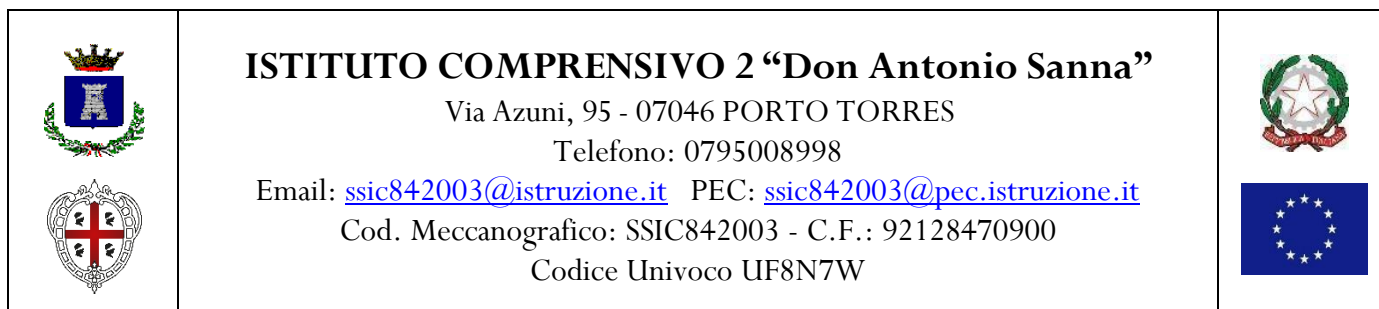 ISTITUTO COMPRENSIVO 2 “Don Antonio Sanna”
Via Azuni, 95 - 07046 PORTO TORRES
Telefono: 0795008998
Email: ssic842003@istruzione.it PEC: ssic842003@pec.istruzione.it
Cod. Meccanografico: SSIC842003 - C.F.: 92128470900
Codice Univoco UF8N7W